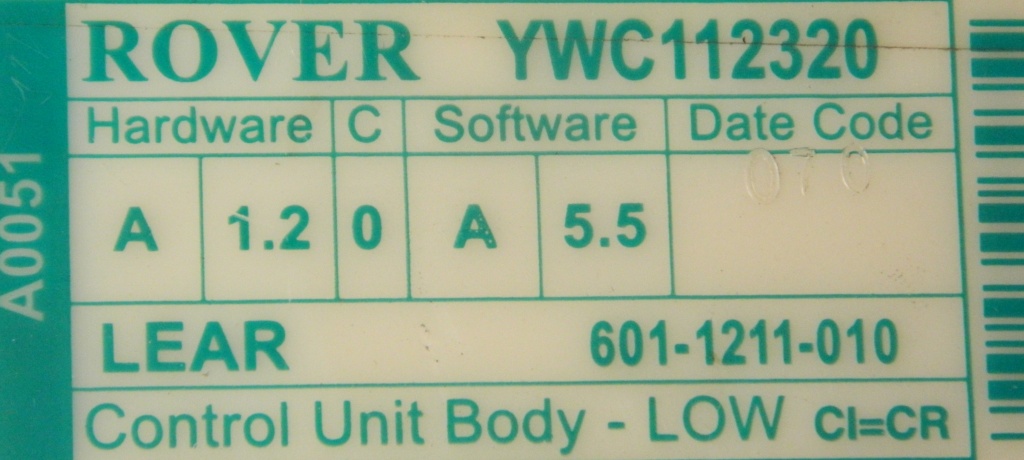 ROVER YWC112320
Hardware C Software Date Code
070
A 1.2 0 A 5.5
LEAR 601-1211-010
Control Unit Body - LOW CI=CR
A0051